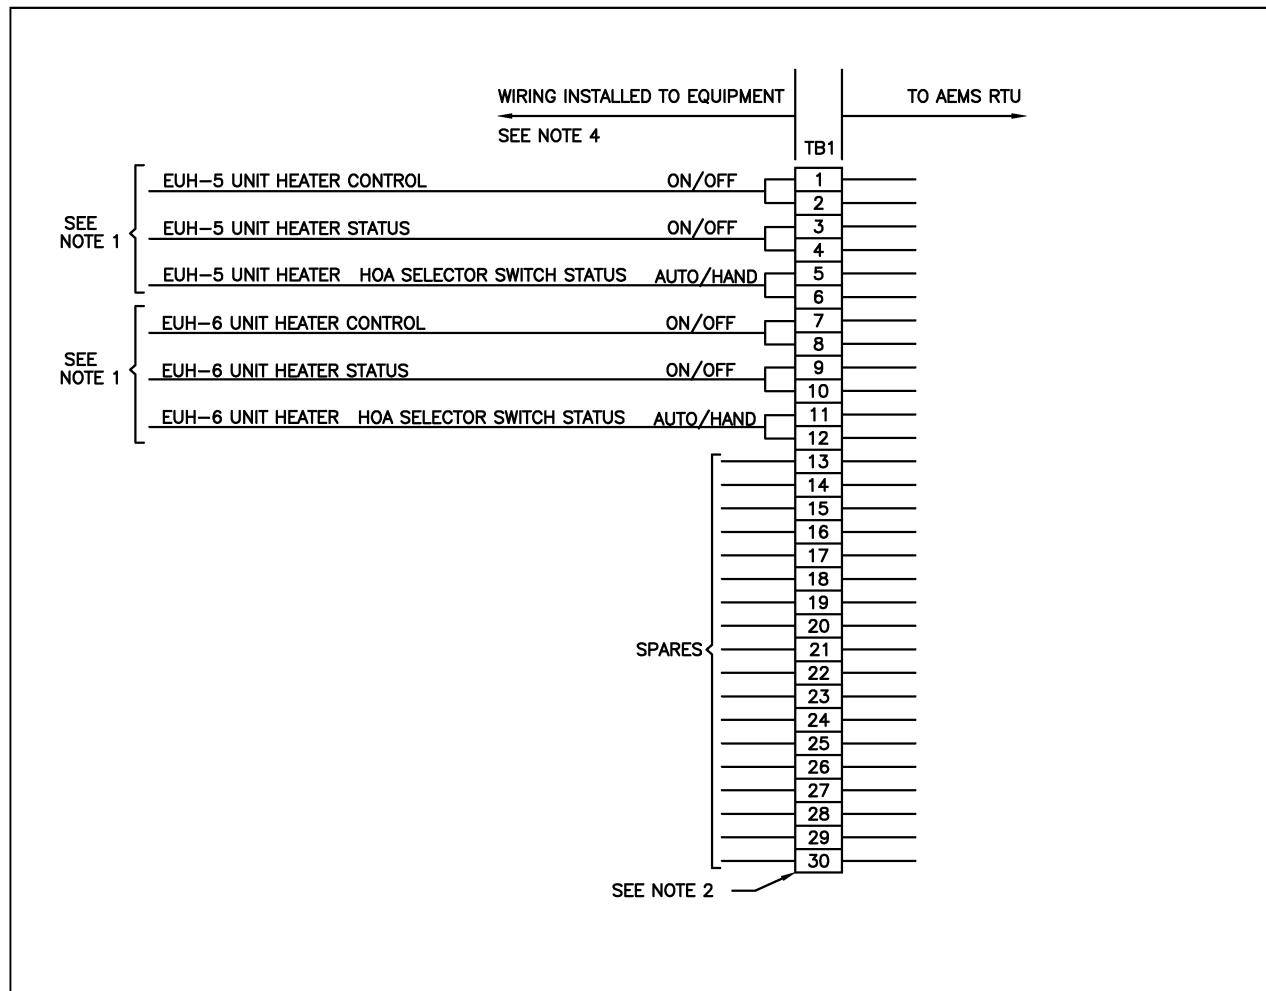 WIRING INSTALLED TO EQUIPMENT
TO AEMS RTU
SEE NOTE 4
TB1
EUH-5 UNIT HEATER CONTROL ON/OFF
1
2
SEE
NOTE 1
EUH-5 UNIT HEATER STATUS ON/OFF
3
4
EUH-5 UNIT HEATER HOA SELECTOR SWITCH STATUS AUTO/HAND
5
6
EUH-6 UNIT HEATER CONTROL ON/OFF
7
8
SEE
NOTE 1
EUH-6 UNIT HEATER STATUS ON/OFF
9
10
EUH-6 UNIT HEATER HOA SELECTOR SWITCH STATUS AUTO/HAND
11
12
13
14
15
16
17
18
19
20
SPARES
21
22
23
24
25
26
27
28
29
30
SEE NOTE 2